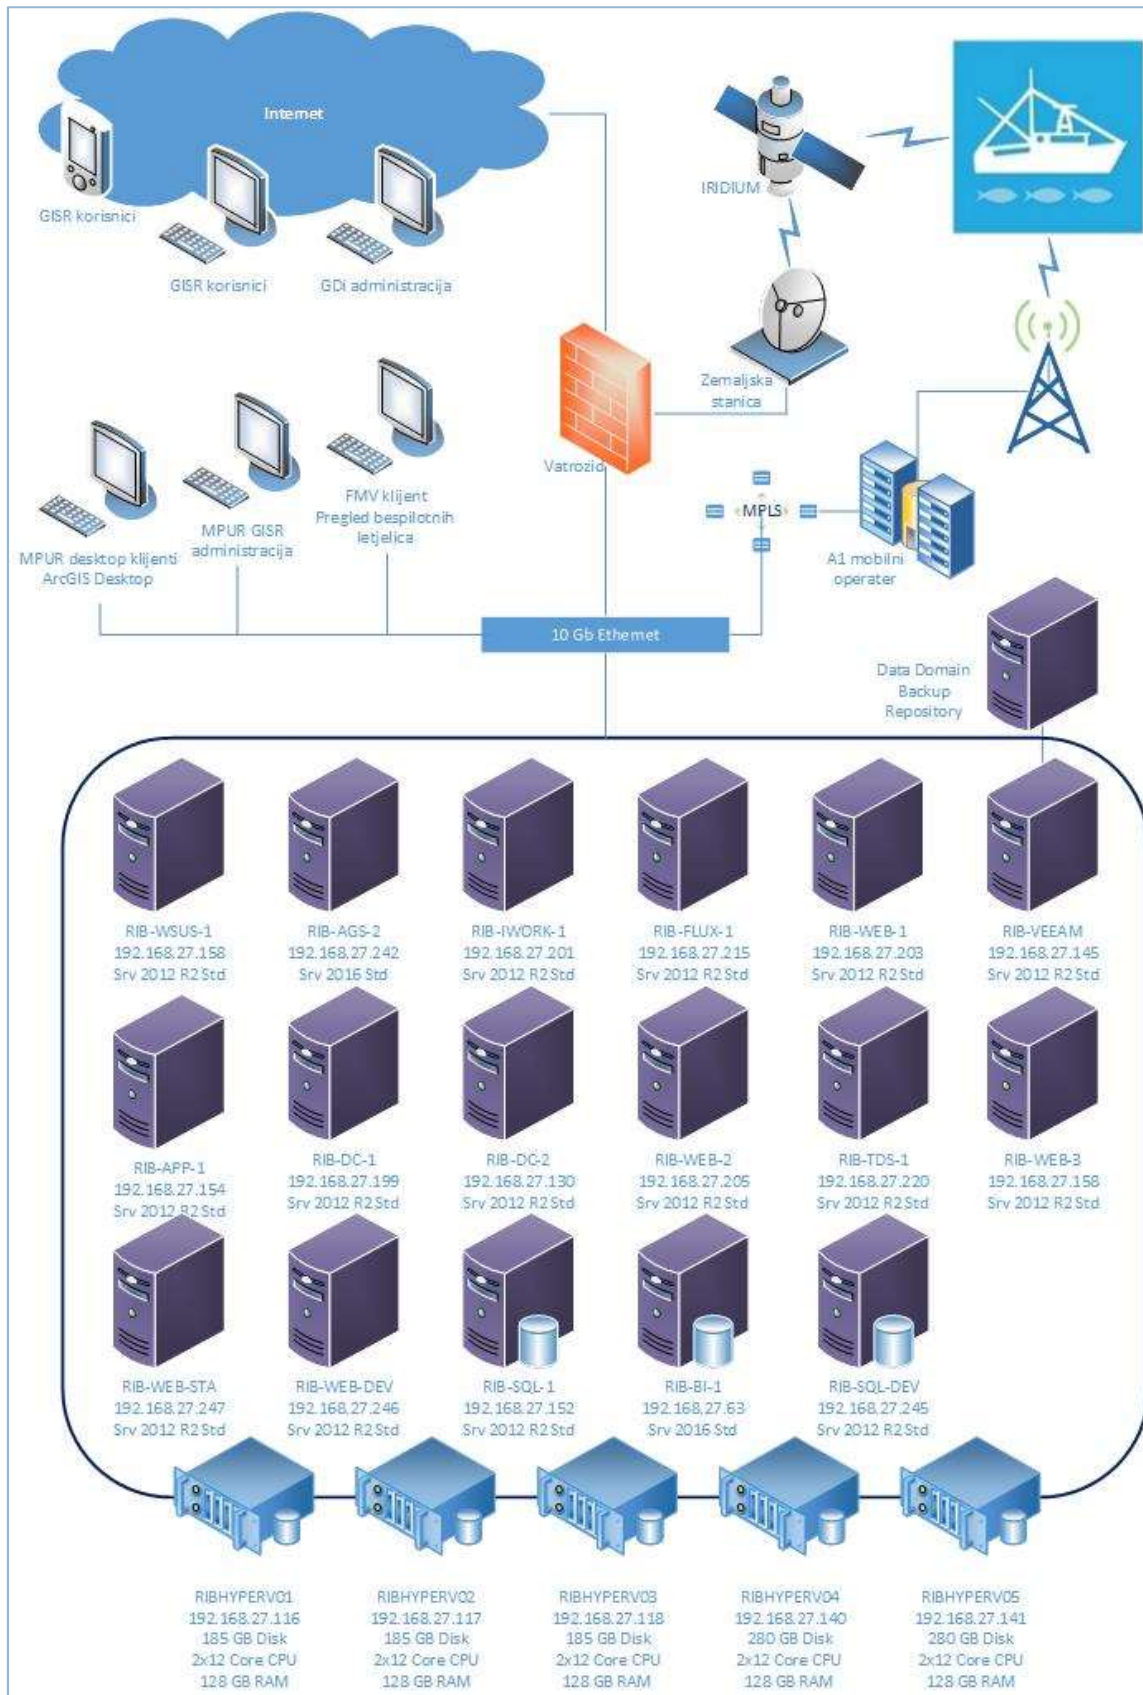 Internet
GISR korisnici
GISR korisnici
GDi administracija
IRIDIUM
Zemaljska
stanica
Vatrozid
MPUR desktop klijenti
ArcGIS Desktop
MPUR GISR
administracija
FMV klijent
Pregled bespilotnih
letjelica
MPLS
A1 mobilni
operater
10 Gb Ethernet
Data Domain
Backup
Repository
RIB-WSUS-1
192.168.27.158
Srv 2012 R2 Std
RIB-AGS-2
192.168.27.242
Srv 2016 Std
RIB-IWORK-1
192.168.27.201
Srv 2012 R2 Std
RIB-FLUX-1
192.168.27.215
Srv 2012 R2 Std
RIB-WEB-1
192.168.27.203
Srv 2012 R2 Std
RIB-VEEAM
192.168.27.145
Srv 2012 R2 Std
RIB-APP-1
192.168.27.154
Srv 2012 R2 Std
RIB-DC-1
192.168.27.199
Srv 2012 R2 Std
RIB-DC-2
192.168.27.130
Srv 2012 R2 Std
RIB-WEB-2
192.168.27.205
Srv 2012 R2 Std
RIB-TDS-1
192.168.27.220
Srv 2012 R2 Std
RIB-WEB-3
192.168.27.158
Srv 2012 R2 Std
RIB-WEB-STA
192.168.27.247
Srv 2012 R2 Std
RIB-WEB-DEV
192.168.27.246
Srv 2012 R2 Std
RIB-SQL-1
192.168.27.152
Srv 2012 R2 Std
RIB-BI-1
192.168.27.63
Srv 2016 Std
RIB-SQL-DEV
192.168.27.245
Srv 2012 R2 Std
RIBHYPERV01
192.168.27.116
185 GB Disk
2x12 Core CPU
128 GB RAM
RIBHYPERV02
192.168.27.117
185 GB Disk
2x12 Core CPU
128 GB RAM
RIBHYPERV03
192.168.27.118
185 GB Disk
2x12 Core CPU
128 GB RAM
RIBHYPERV04
192.168.27.140
280 GB Disk
2x12 Core CPU
128 GB RAM
RIBHYPERV05
192.168.27.141
280 GB Disk
2x12 Core CPU
128 GB RAM